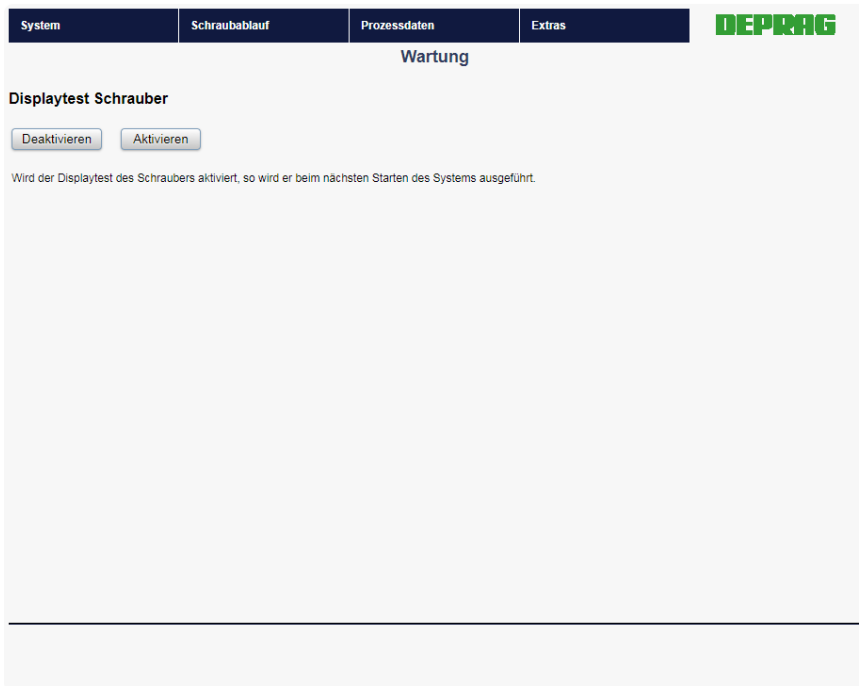 System Schraubablauf Prozessdaten Extras DEPRAG
Wartung
Displaytest Schrauber
Deaktivieren Aktivieren
Wird der Displaytest des Schraubers aktiviert, so wird er beim nächsten Starten des Systems ausgeführt.